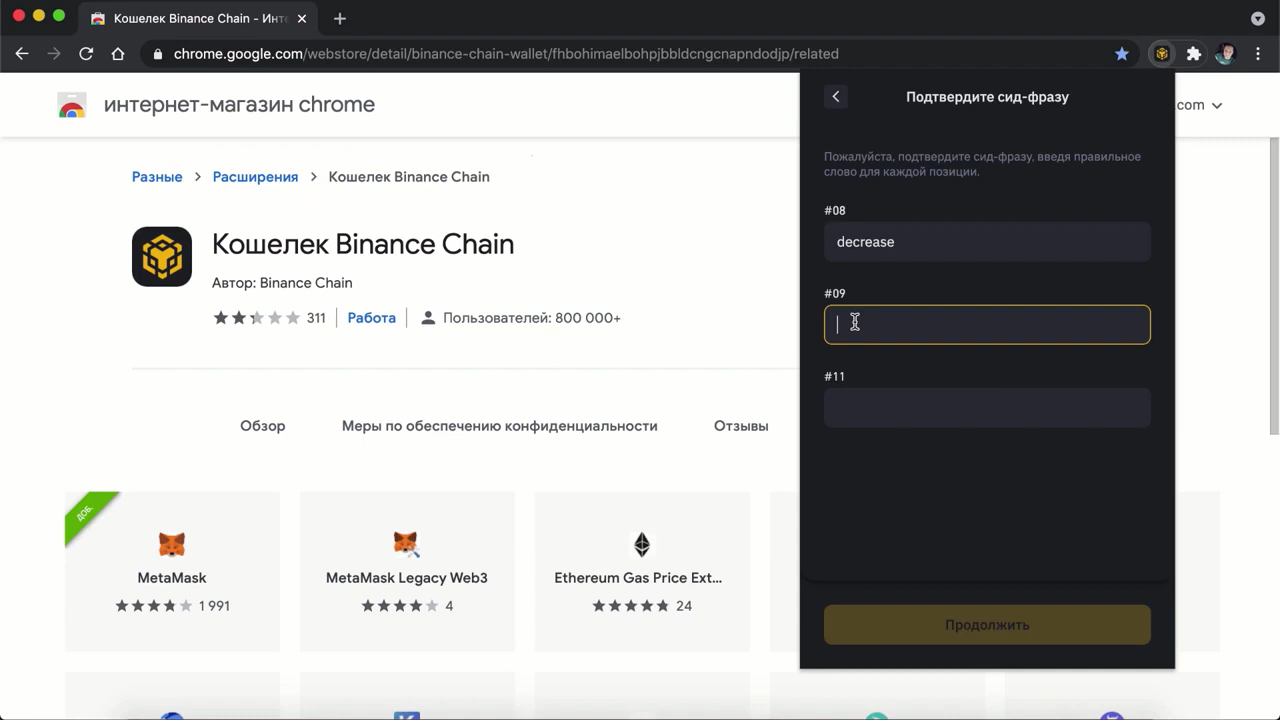 Кошелек Binance Chain - Инте
chrome.google.com/webstore/detail/binance-chain-wallet/fhbohimaelbohpjbbldcngcnapndodjp/related
интернет-магазин chrome
.com
Разные > Расширения > Кошелек Binance Chain
Кошелек Binance Chain
Автор: Binance Chain
311 Работа Пользователей: 800 000+
Обзор Меры по обеспечению конфиденциальности Отзывы
ДОБ.
MetaMask
1 991
MetaMask Legacy Web3
4
Ethereum Gas Price Ext...
24
Подтвердите сид-фразу
Пожалуйста, подтвердите сид-фразу, введя правильное
слово для каждой позиции.
#08
decrease
#09
#11
Продолжить